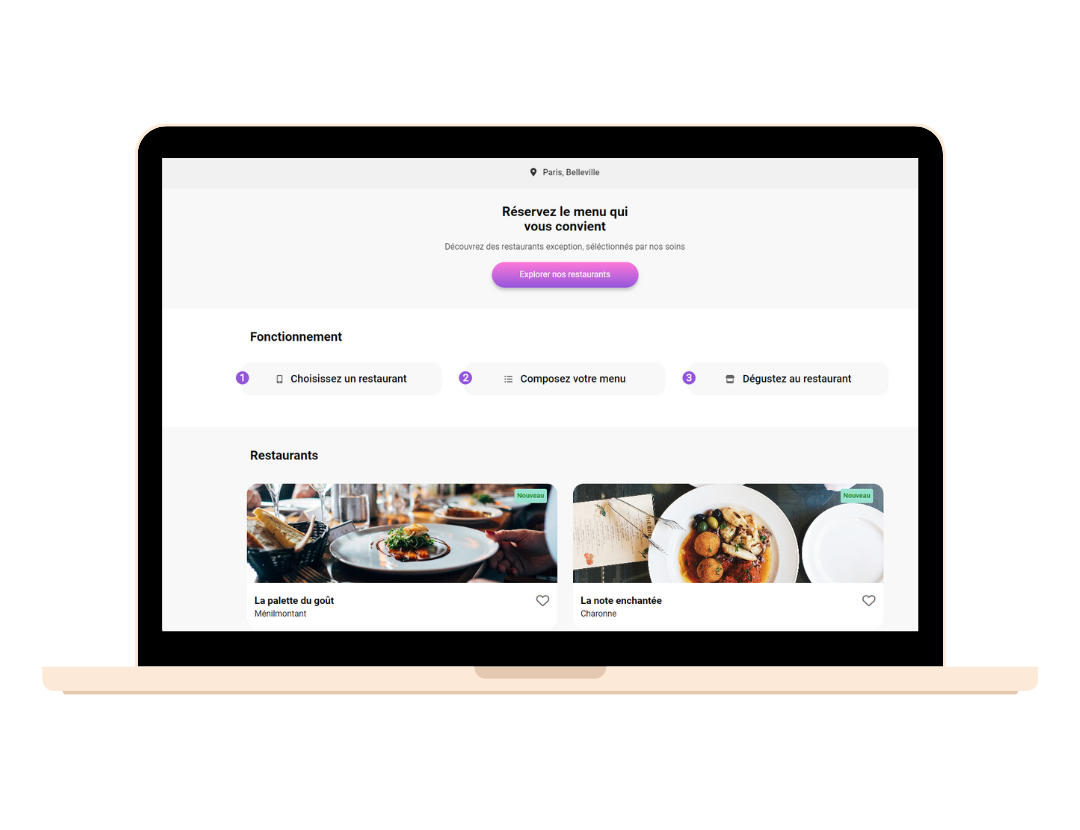 Paris, Belleville
Réservez le menu qui
vous convient
Découvrez des restaurants exception, séléctionnés par nos soins
Explorer nos restaurants
Fonctionnement
1 Choisissez un restaurant
2 Composez votre menu
3 Dégustez au restaurant
Restaurants
Nouveau
Nouveau
La palette du goût
Ménilmontant
La note enchantée
Charonne